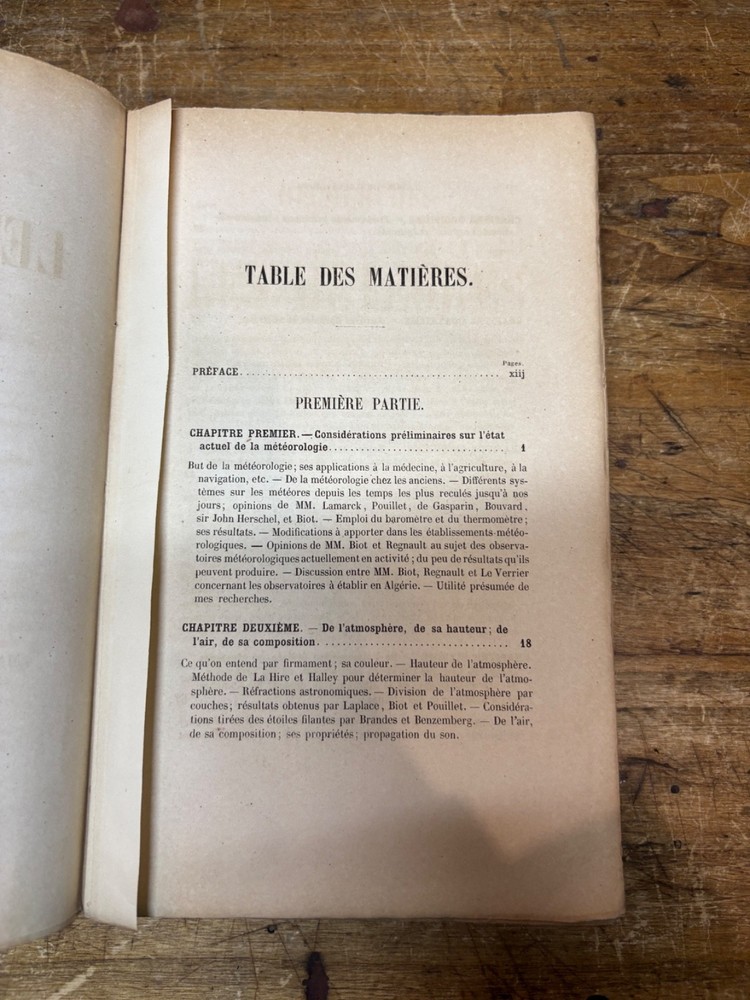 LE
TABLE DES MATIÈRES.
Pages.
PRÉFACE. . . . . . . . . . . . . . . . . . . . . . . . . . . . . . . . . . . . . . . . . . . xiij
PREMIÈRE PARTIE.
CHAPITRE PREMIER. — Considérations préliminaires sur l'état
actuel de la météorologie. . . . . . . . . . . . . . . . . . . . . . . . . . . . . . . 1
But de la météorologie; ses applications à la médecine, à l'agriculture, à la
navigation, etc. — De la météorologie chez les anciens. — Différents sys-
tèmes sur les météores depuis les temps les plus reculés jusqu'à nos
jours; opinions de MM. Lamarck, Pouillet, de Gasparin, Bouvard,
sir John Herschel, et Biot. — Emploi du baromètre et du thermomètre;
ses résultats. — Modifications à apporter dans les établissements météo-
rologiques. — Opinions de MM. Biot et Regnault au sujet des observa-
toires météorologiques actuellement en activité; du peu de résultats qu'ils
peuvent produire. — Discussion entre MM. Biot, Regnault et Le Verrier
concernant les observatoires à établir en Algérie. — Utilité présumée de
mes recherches.
CHAPITRE DEUXIÈME. — De l'atmosphère, de sa hauteur; de
l'air, de sa composition. . . . . . . . . . . . . . . . . . . . . . . . . . . . . . . . . 18
Ce qu'on entend par firmament; sa couleur. — Hauteur de l'atmosphère.
Méthode de La Hire et Halley pour déterminer la hauteur de l'atmo-
sphère. — Réfractions astronomiques. — Division de l'atmosphère par
couches; résultats obtenus par Laplace, Biot et Pouillet. — Considéra-
tions tirées des étoiles filantes par Brandes et Benzemberg. — De l'air,
de sa composition; ses propriétés; propagation du son.